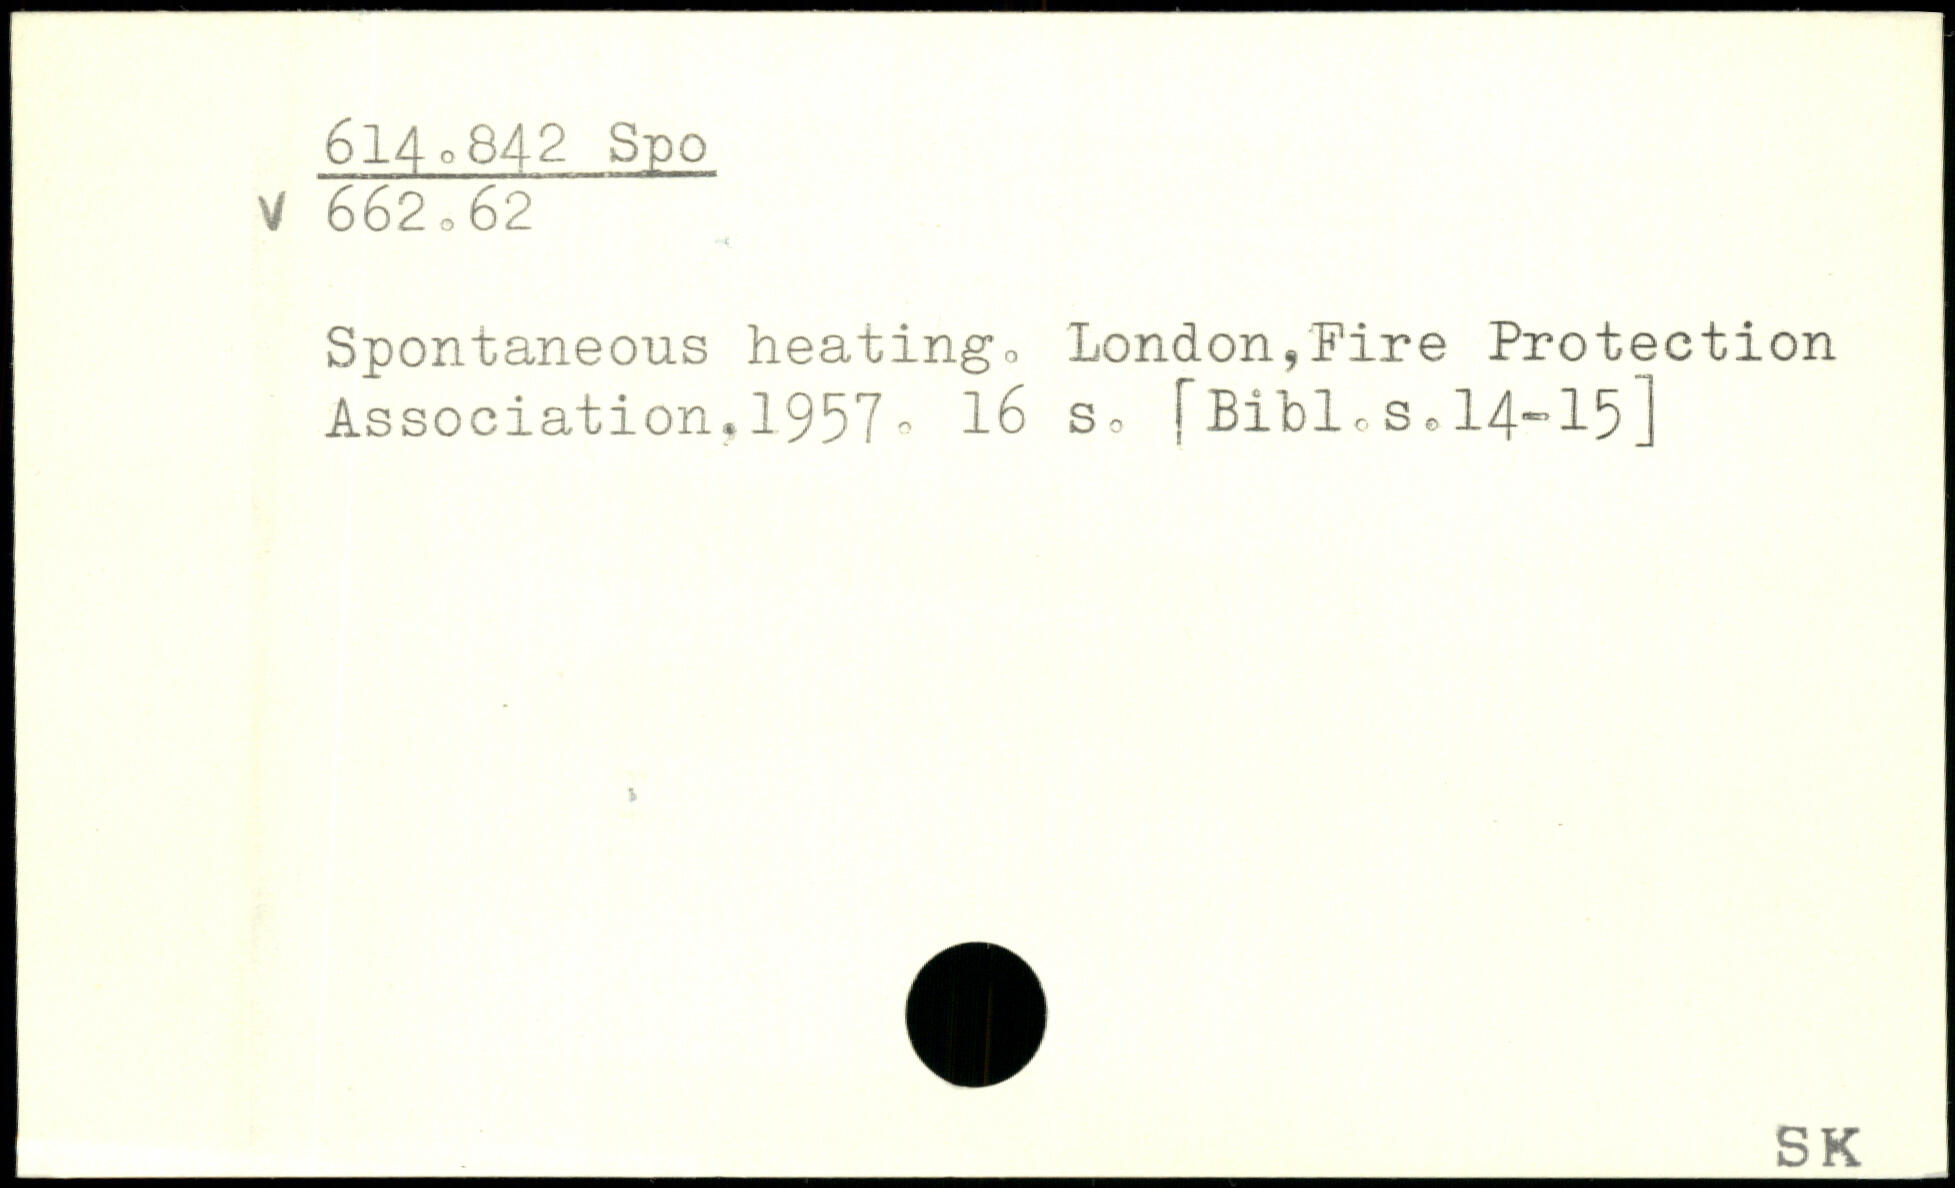 614.842 Spo
v 662.62
Spontaneous heating. London,Fire Protection
Association,1957. 16 s. [Bibl.s.14-15]
SK